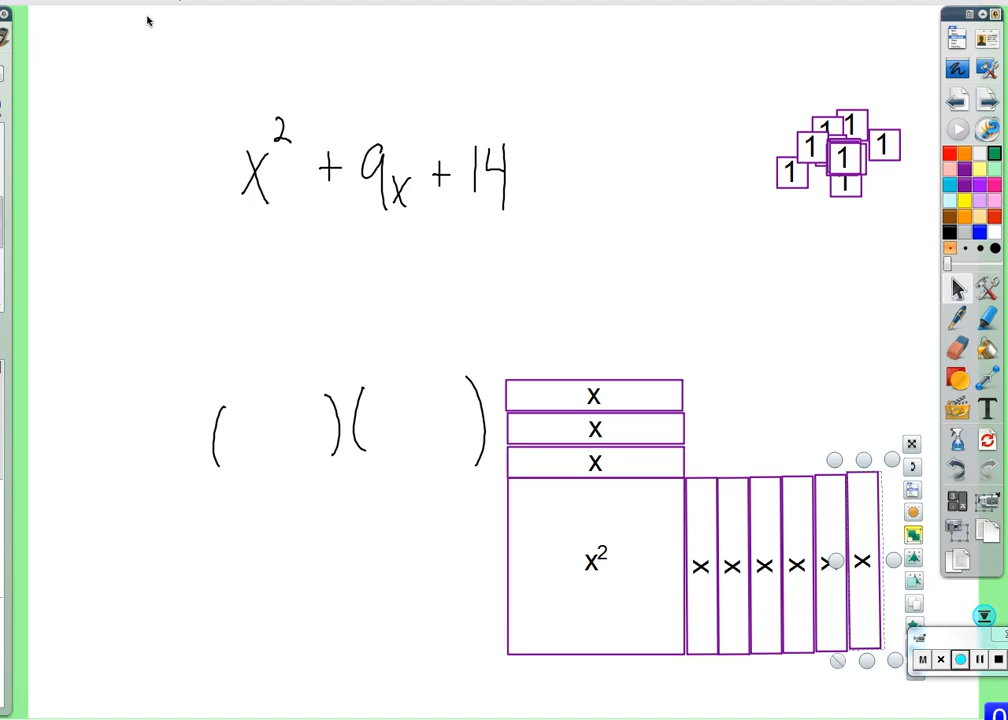 x² + 9x + 14
1 1 1 1 1 1 1
( )( )
x
x
x
x²
x x x x x x
T
M